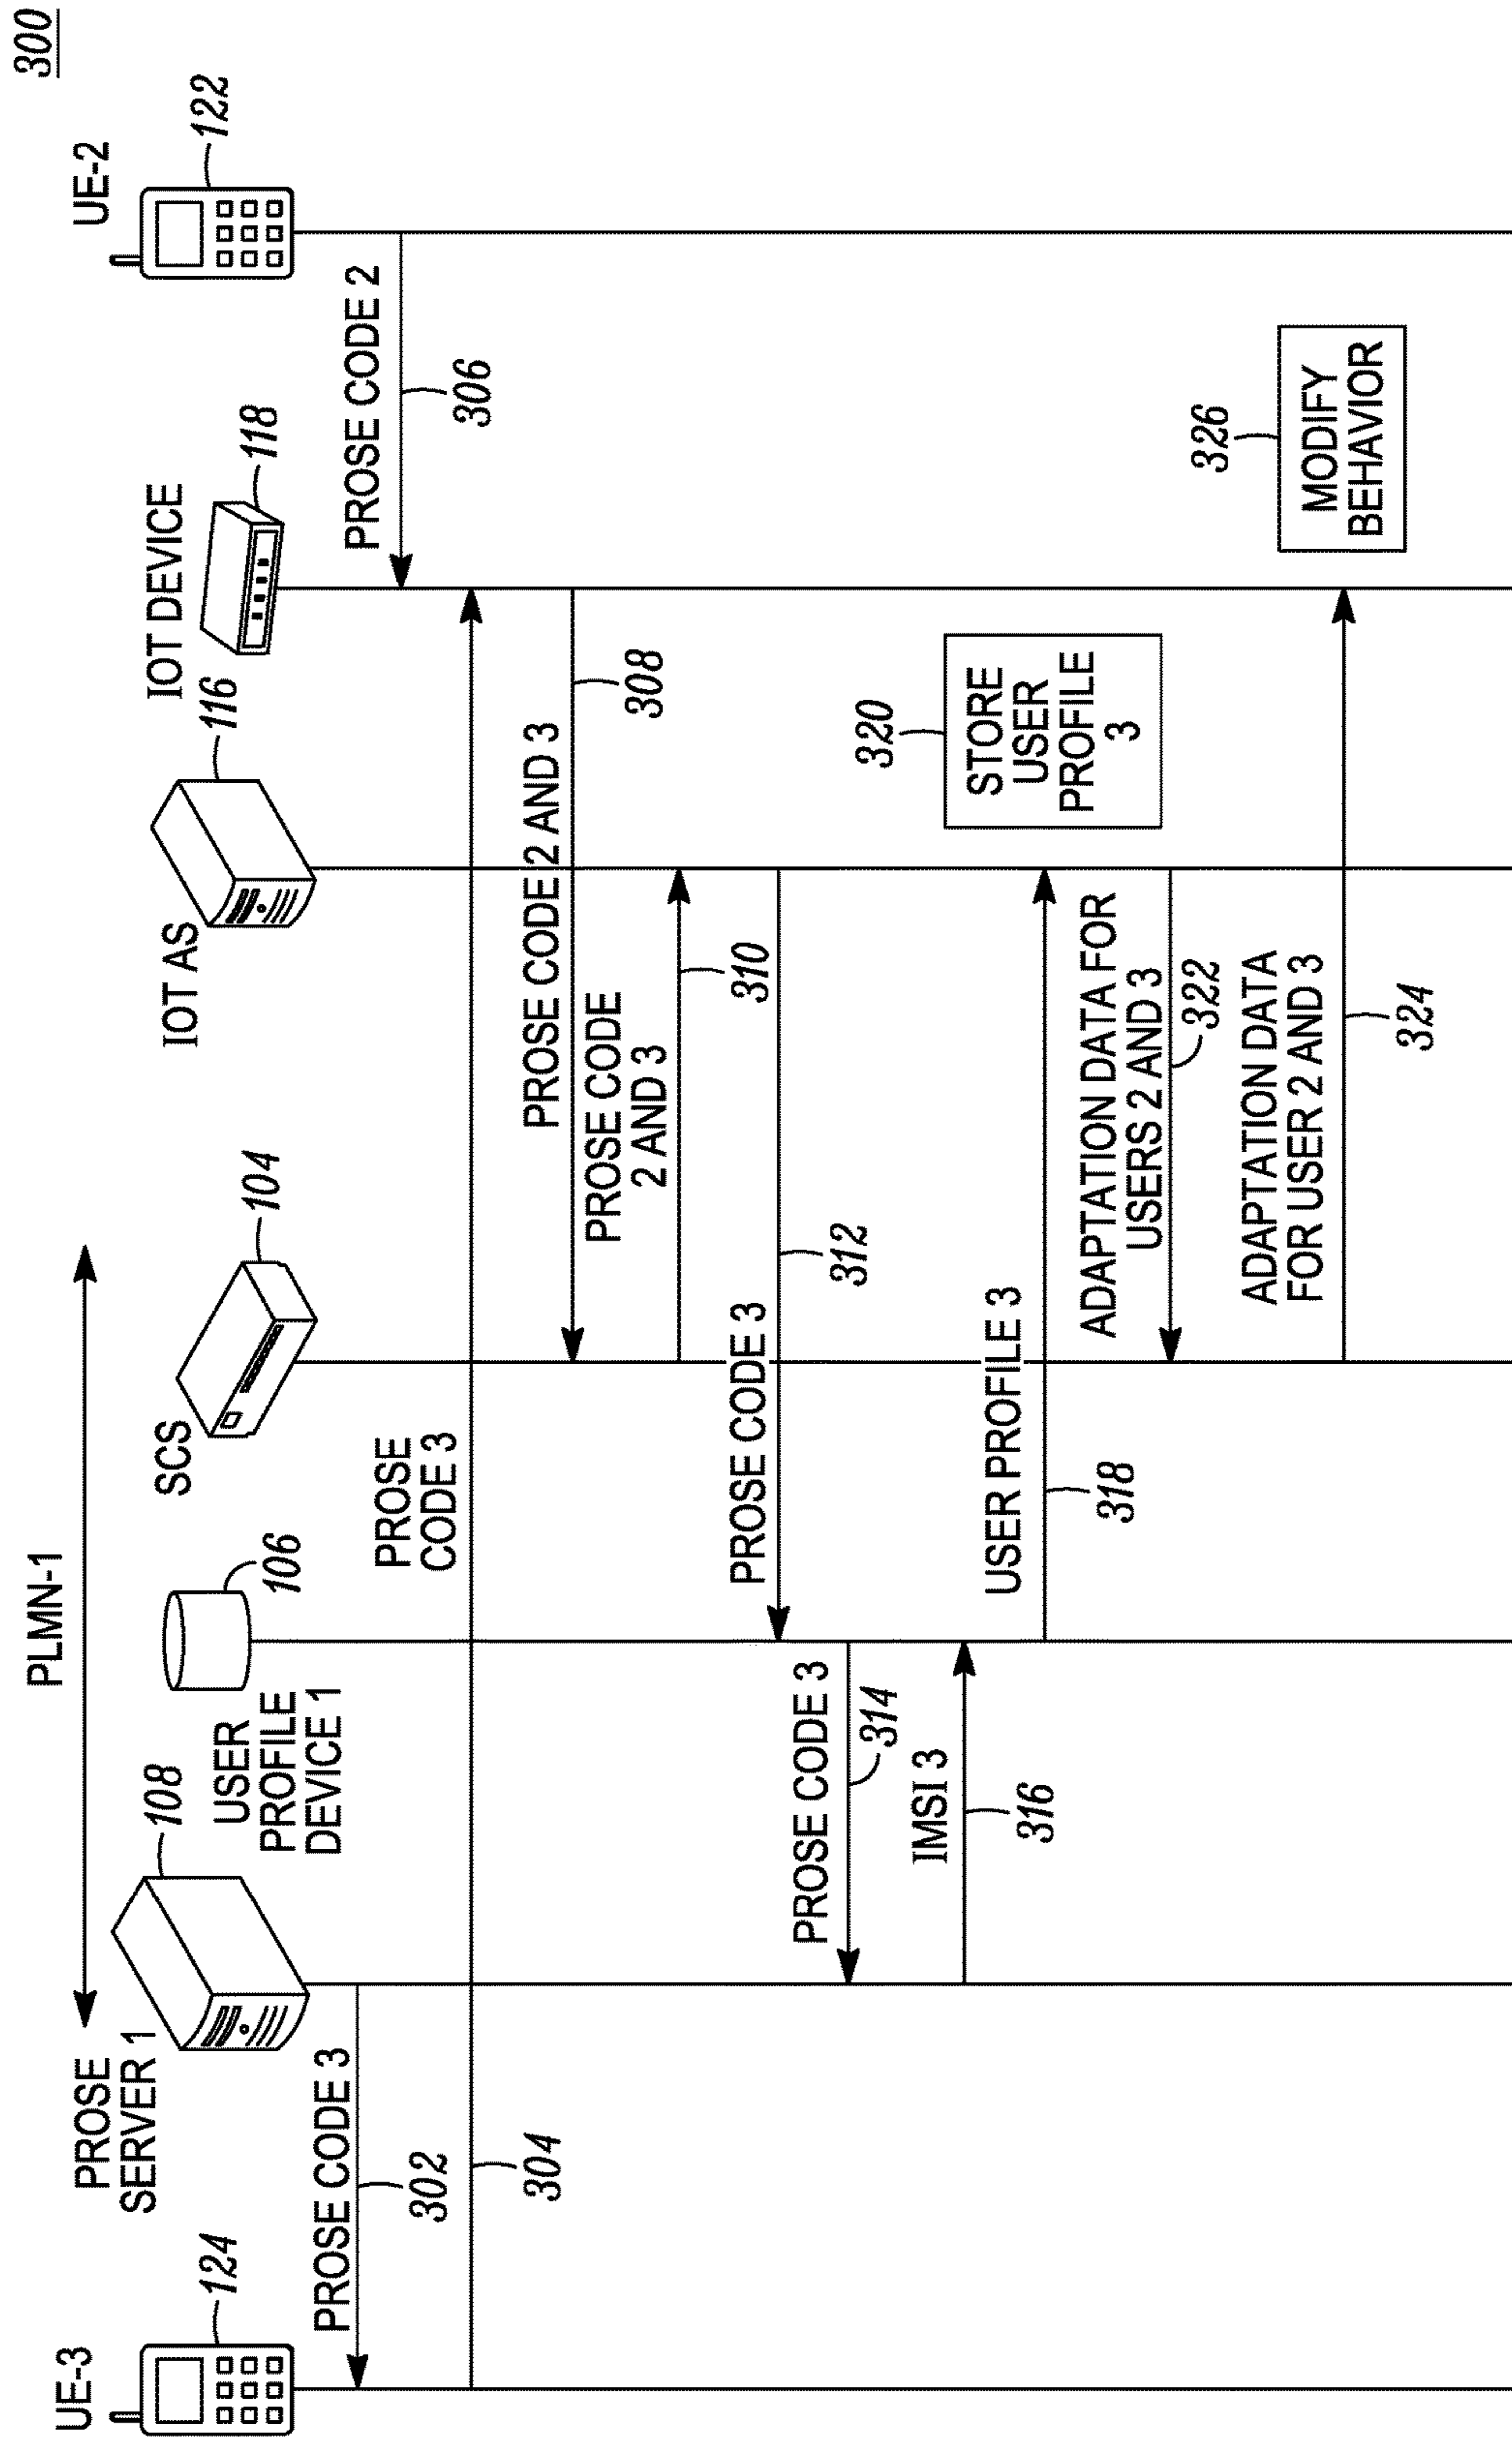 300
PLMN-1
UE-3
124
PROSE
SERVER 1
108
USER
PROFILE
DEVICE 1
106
SCS
104
IOT AS
116
IOT DEVICE
118
UE-2
122
PROSE CODE 3
302
PROSE CODE 2
306
PROSE
CODE 3
304
PROSE CODE 2 AND 3
308
PROSE CODE
2 AND 3
310
PROSE CODE 3
312
PROSE CODE 3
314
IMSI 3
316
USER PROFILE 3
318
320
STORE
USER
PROFILE
3
ADAPTATION DATA FOR
USERS 2 AND 3
322
ADAPTATION DATA
FOR USER 2 AND 3
324
326
MODIFY
BEHAVIOR